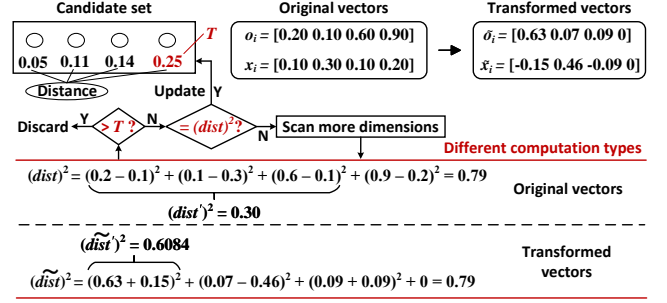 Candidate set
Original vectors
Transformed vectors
T
0.05 0.11 0.14 0.25
Distance
oᵢ = [0.20 0.10 0.60 0.90]
xᵢ = [0.10 0.30 0.10 0.20]
õᵢ = [0.63 0.07 0.09 0]
x̃ᵢ = [-0.15 0.46 -0.09 0]
Update Y
Discard Y > T ? N = (dist)² ? N Scan more dimensions
Different computation types
(dist)² = (0.2 − 0.1)² + (0.1 − 0.3)² + (0.6 − 0.1)² + (0.9 − 0.2)² = 0.79
Original vectors
(dist′)² = 0.30
(d͠ist′)² = 0.6084
Transformed
vectors
(d͠ist)² = (0.63 + 0.15)² + (0.07 − 0.46)² + (0.09 + 0.09)² + 0 = 0.79